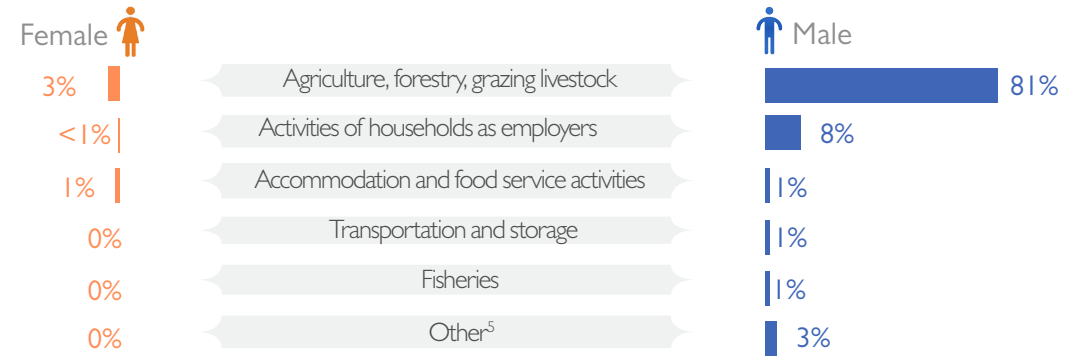 Female Male
3% Agriculture, forestry, grazing livestock 81%
<1% Activities of households as employers 8%
1% Accommodation and food service activities 1%
0% Transportation and storage 1%
0% Fisheries 1%
0% Other⁵ 3%